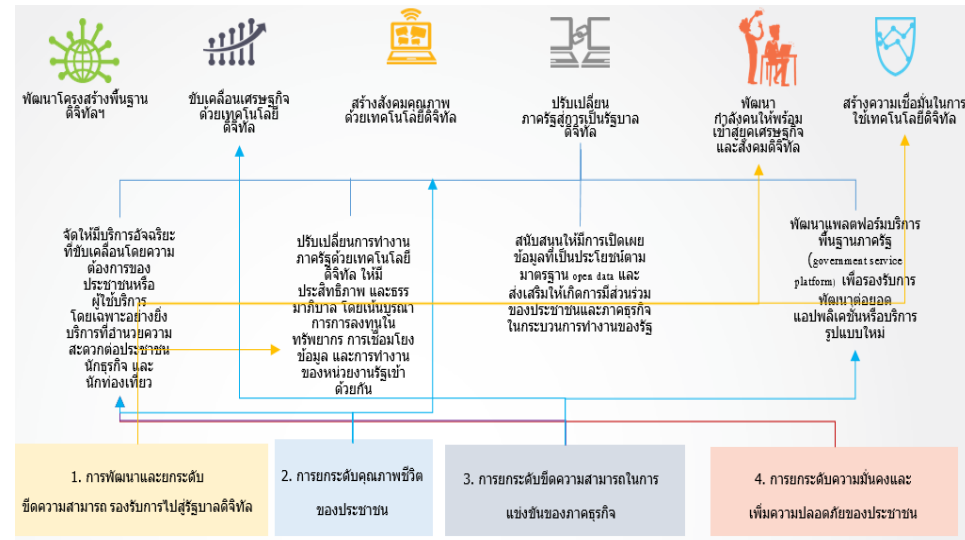 พัฒนาโครงสร้างพื้นฐาน
ดิจิทัลฯ
ขับเคลื่อนเศรษฐกิจ
ด้วยเทคโนโลยี
ดิจิทัล
สร้างสังคมคุณภาพ
ด้วยเทคโนโลยีดิจิทัล
ปรับเปลี่ยน
ภาครัฐสู่การเป็นรัฐบาล
ดิจิทัล
พัฒนา
กำลังคนให้พร้อม
เข้าสู่ยุคเศรษฐกิจ
และสังคมดิจิทัล
สร้างความเชื่อมั่นในการ
ใช้เทคโนโลยีดิจิทัล
จัดให้มีบริการอัจฉริยะ
ที่ขับเคลื่อนโดยความ
ต้องการของ
ประชาชนหรือ
ผู้ใช้บริการ
โดยเฉพาะอย่างยิ่ง
บริการที่อำนวยความ
สะดวกต่อประชาชน
นักธุรกิจ และ
นักท่องเที่ยว
ปรับเปลี่ยนการทำงาน
ภาครัฐด้วยเทคโนโลยี
ดิจิทัล ให้มี
ประสิทธิภาพ และธรร
มาภิบาล โดยเน้นบูรณา
การการลงทุนใน
ทรัพยากร การเชื่อมโยง
ข้อมูล และการทำงาน
ของหน่วยงานรัฐเข้า
ด้วยกัน
สนับสนุนให้มีการเปิดเผย
ข้อมูลที่เป็นประโยชน์ตาม
มาตรฐาน open data และ
ส่งเสริมให้เกิดการมีส่วนร่วม
ของประชาชนและภาคธุรกิจ
ในกระบวนการทำงานของรัฐ
พัฒนาแพลตฟอร์มบริการ
พื้นฐานภาครัฐ
(government service
platform) เพื่อรองรับการ
พัฒนาต่อยอด
แอปพลิเคชันหรือบริการ
รูปแบบใหม่
1. การพัฒนาและยกระดับ
ขีดความสามารถ รองรับการไปสู่รัฐบาลดิจิทัล
2. การยกระดับคุณภาพชีวิต
ของประชาชน
3. การยกระดับขีดความสามารถในการ
แข่งขันของภาคธุรกิจ
4. การยกระดับความมั่นคงและ
เพิ่มความปลอดภัยของประชาชน